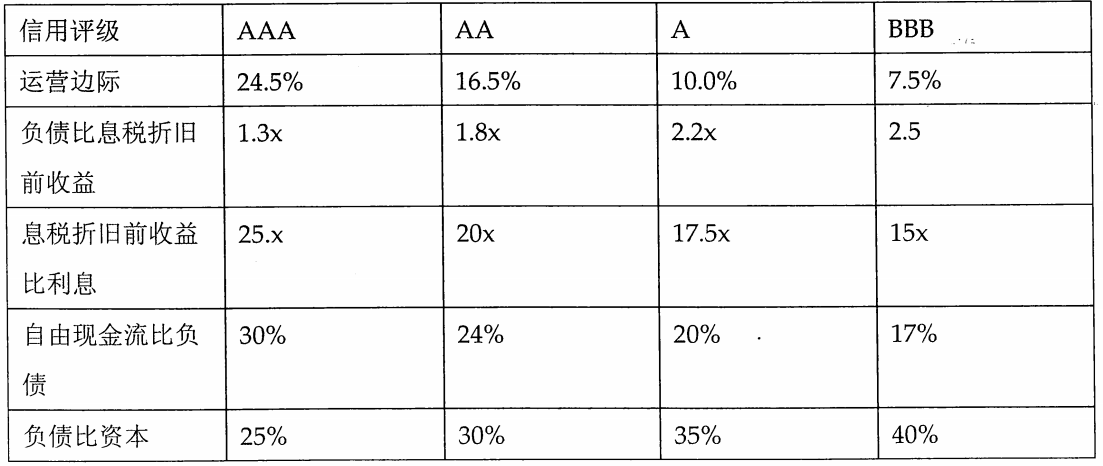 信用评级 AAA AA A BBB
运营边际 24.5% 16.5% 10.0% 7.5%
负债比息税折旧 1.3x 1.8x 2.2x 2.5
前收益
息税折旧前收益 25.x 20x 17.5x 15x
比利息
自由现金流比负 30% 24% 20% 17%
债
负债比资本 25% 30% 35% 40%